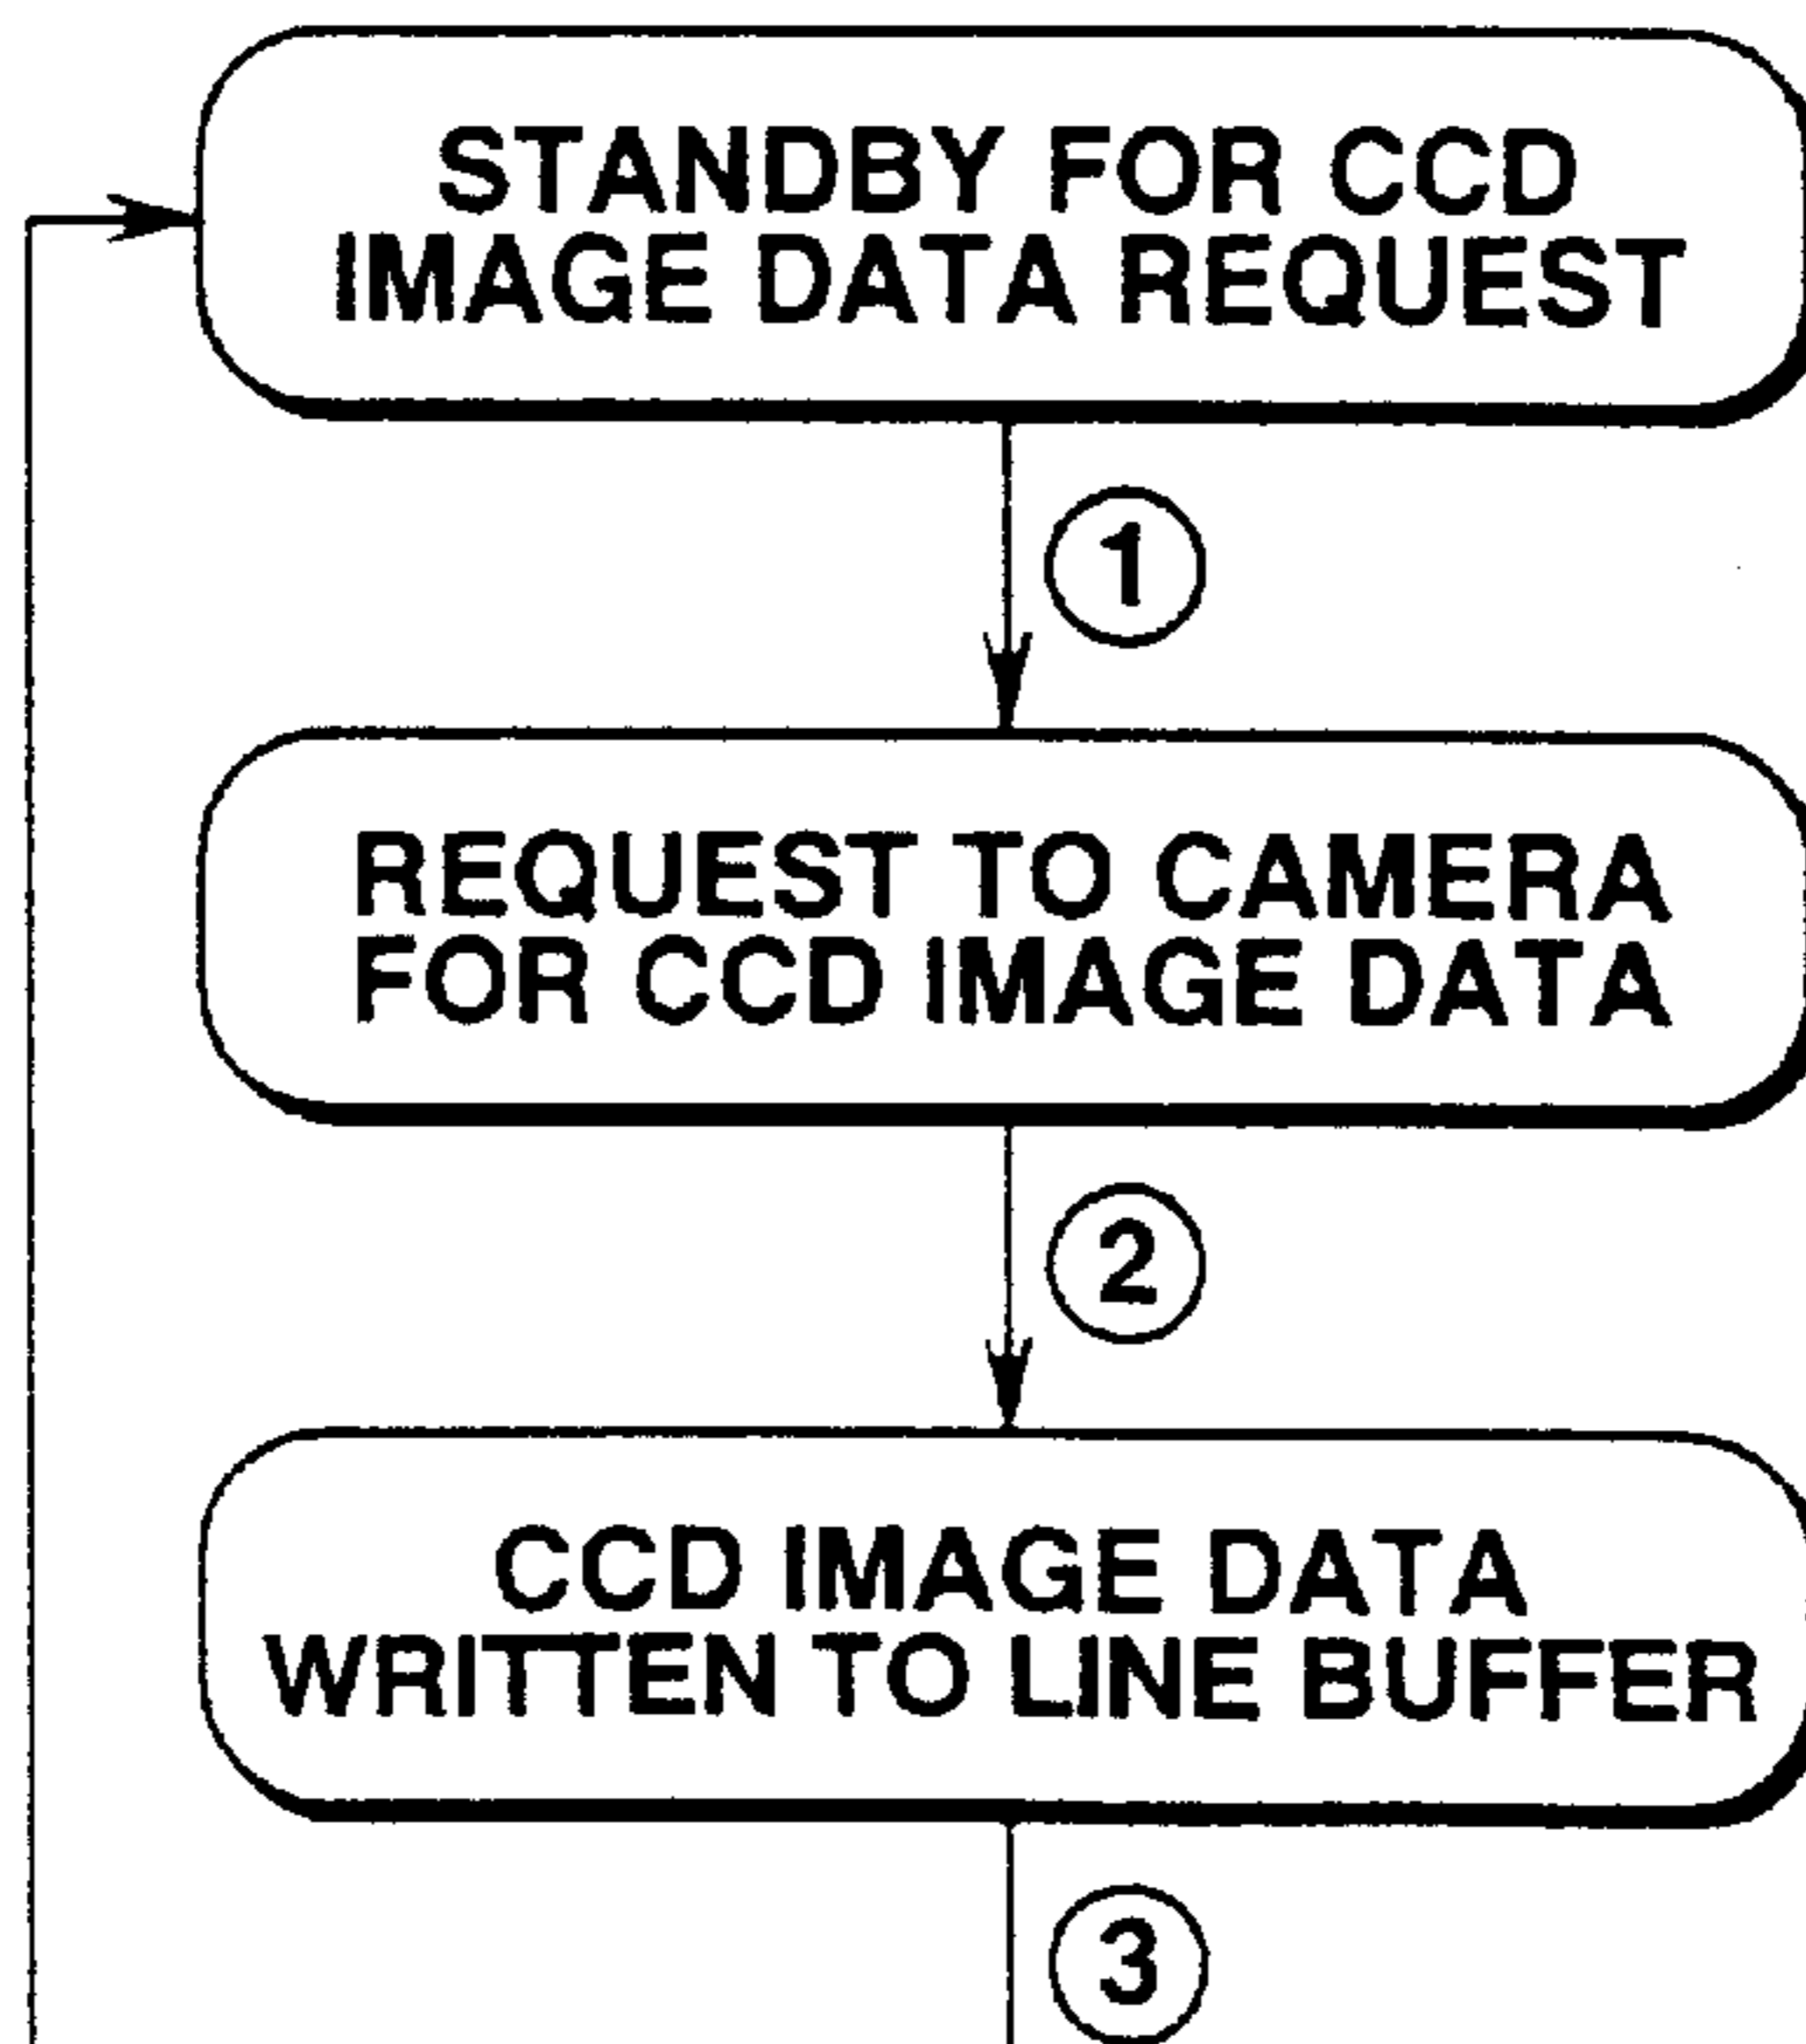 STANDBY FOR CCD
IMAGE DATA REQUEST
1
REQUEST TO CAMERA
FOR CCD IMAGE DATA
2
CCD IMAGE DATA
WRITTEN TO LINE BUFFER
3